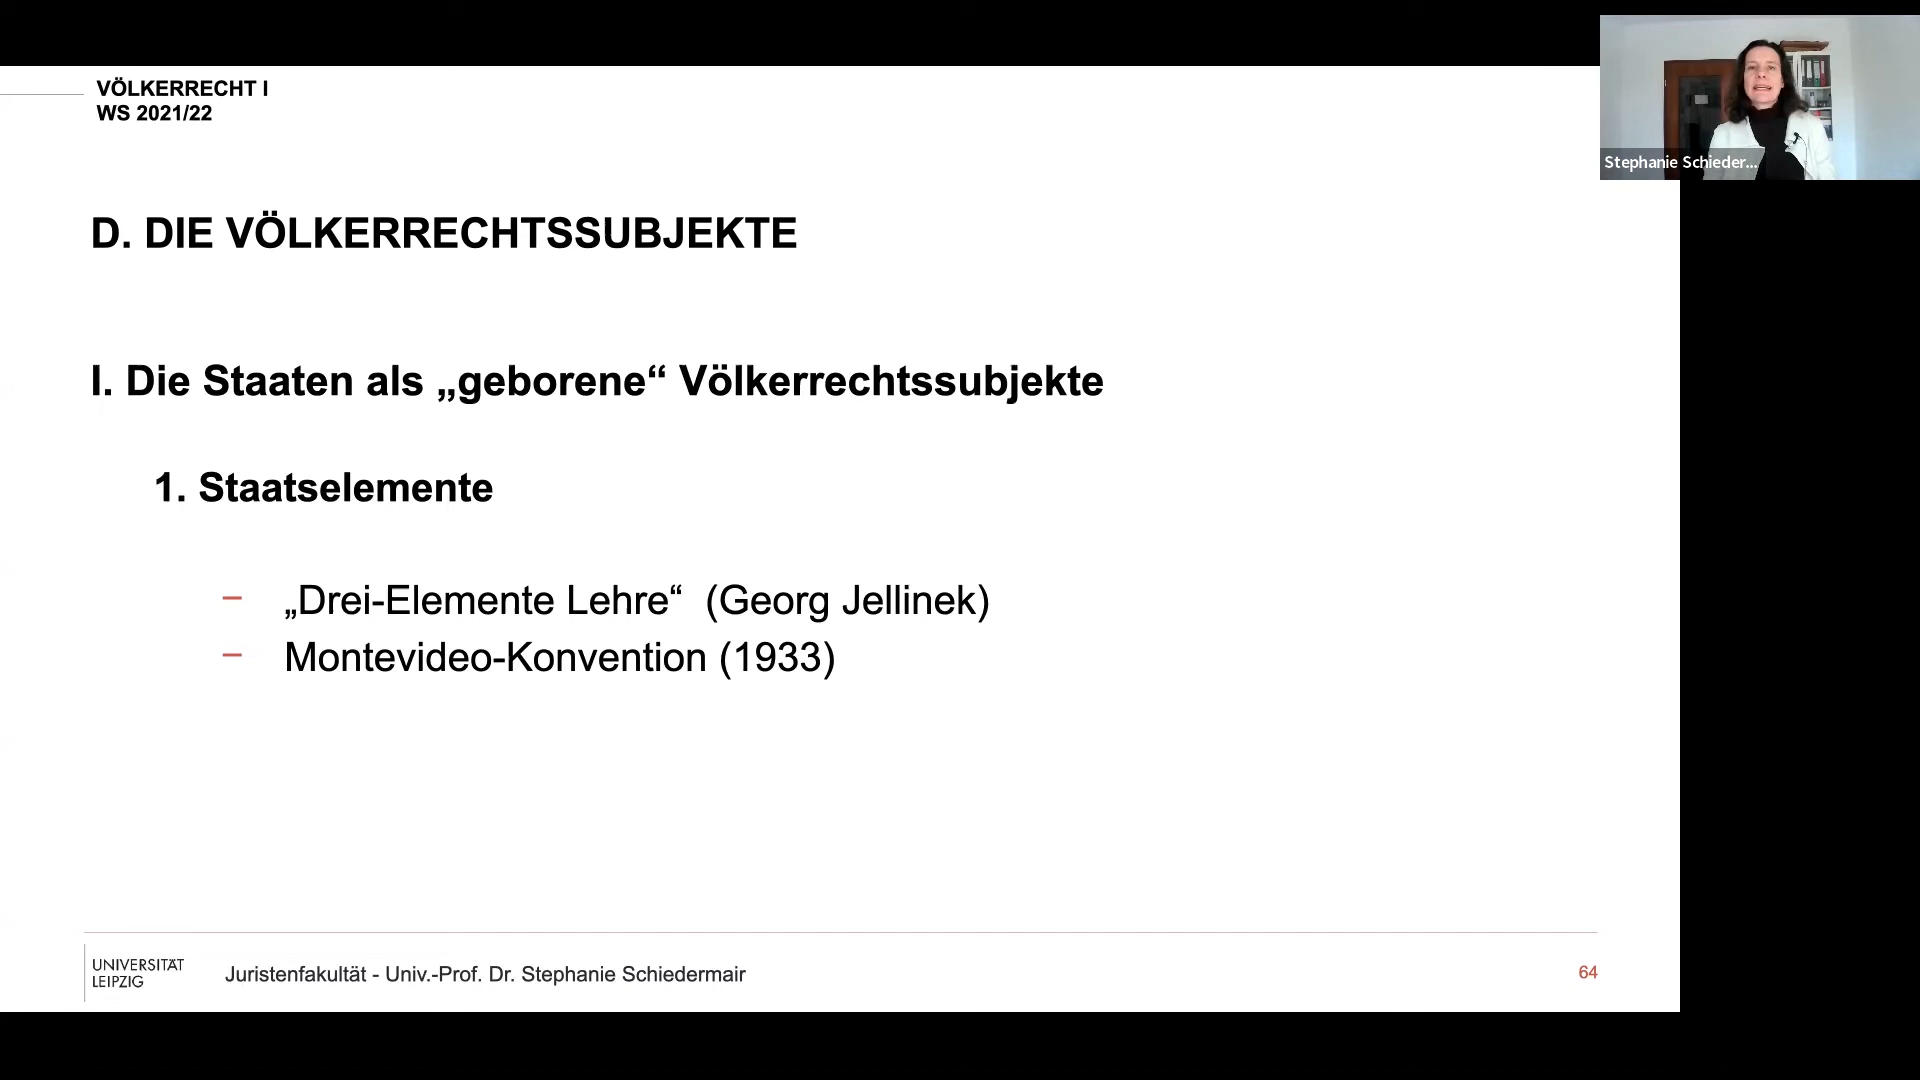 VÖLKERRECHT I
WS 2021/22
Stephanie Schieder...
D. DIE VÖLKERRECHTSSUBJEKTE
I. Die Staaten als „geborene“ Völkerrechtssubjekte
1. Staatselemente
– „Drei-Elemente Lehre“ (Georg Jellinek)
– Montevideo-Konvention (1933)
UNIVERSITÄT
LEIPZIG
Juristenfakultät - Univ.-Prof. Dr. Stephanie Schiedermair
64